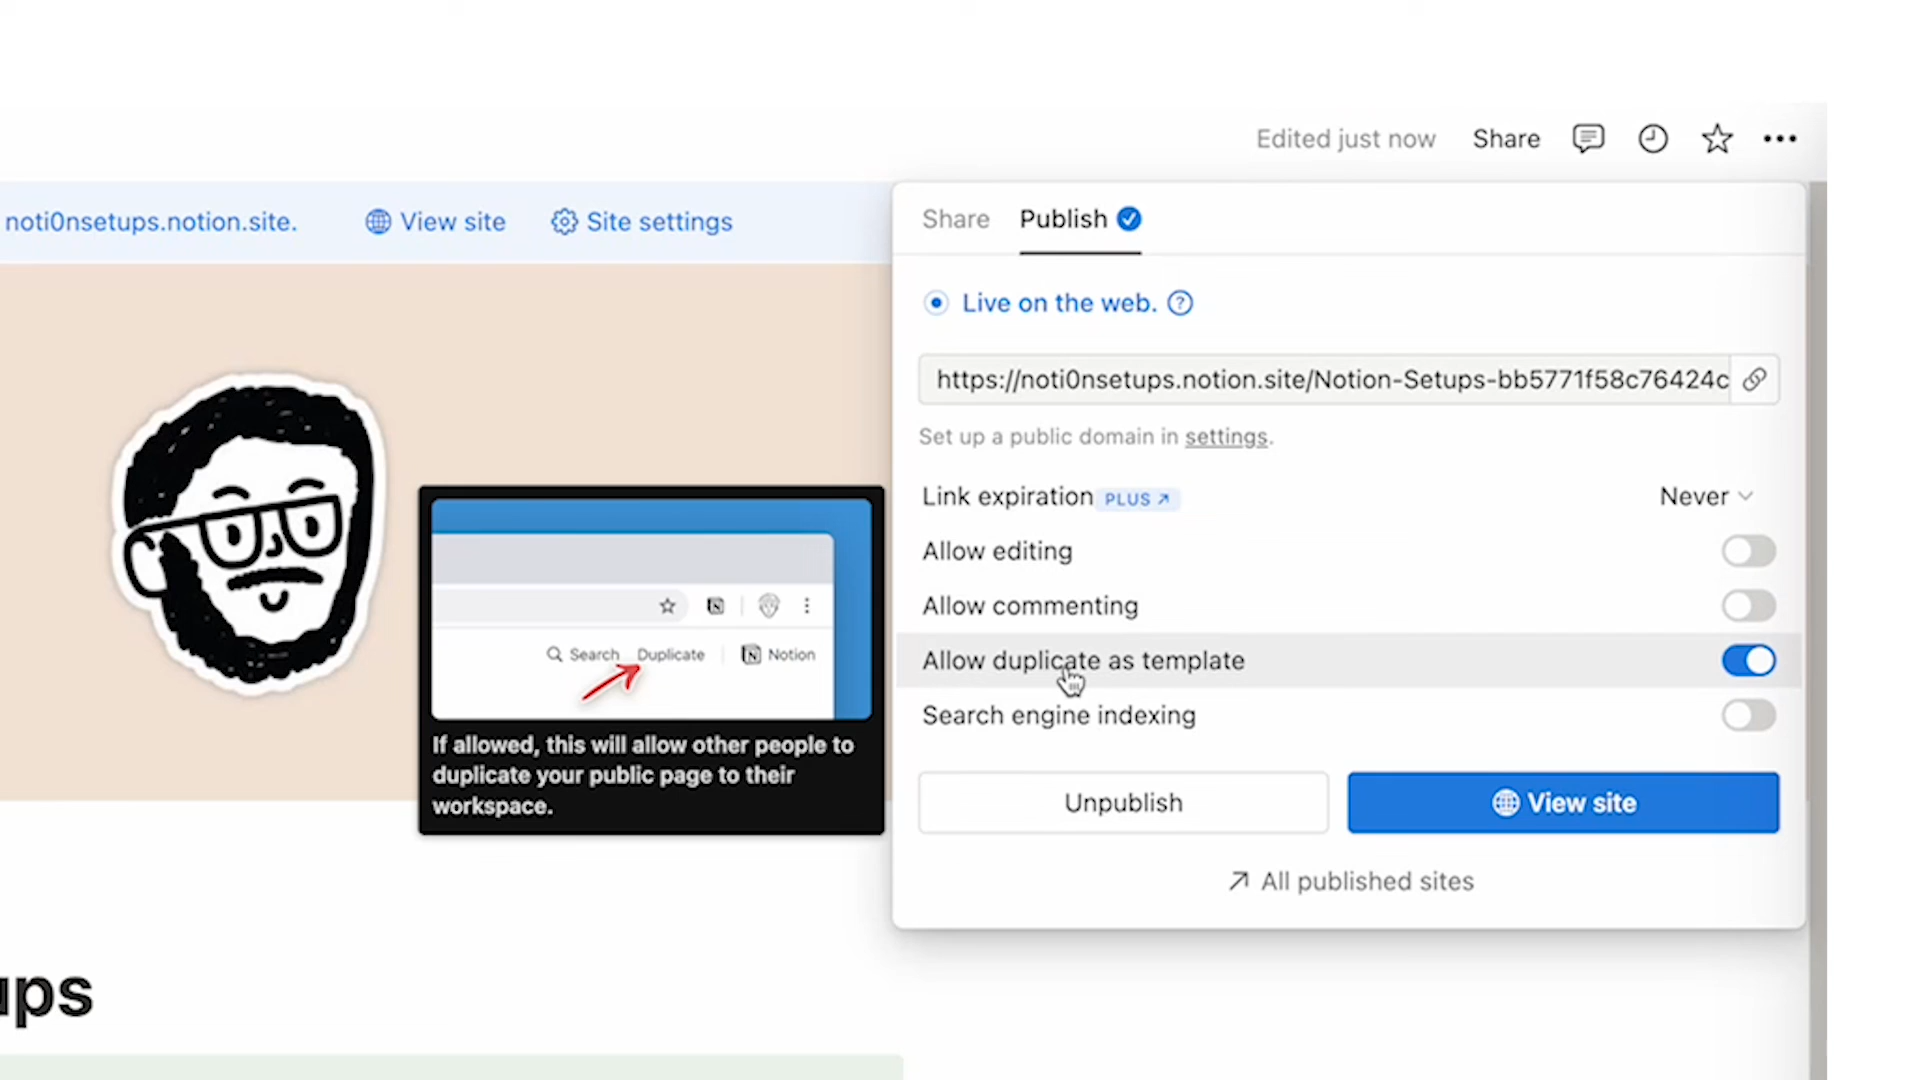 Edited just now Share
noti0nsetups.notion.site. View site Site settings
Share Publish
Live on the web.
https://noti0nsetups.notion.site/Notion-Setups-bb5771f58c76424c
Set up a public domain in settings.
Link expiration PLUS ↗ Never
Allow editing
Allow commenting
Allow duplicate as template
Search engine indexing
Unpublish View site
↗ All published sites
Search Duplicate Notion
If allowed, this will allow other people to
duplicate your public page to their
workspace.
ups